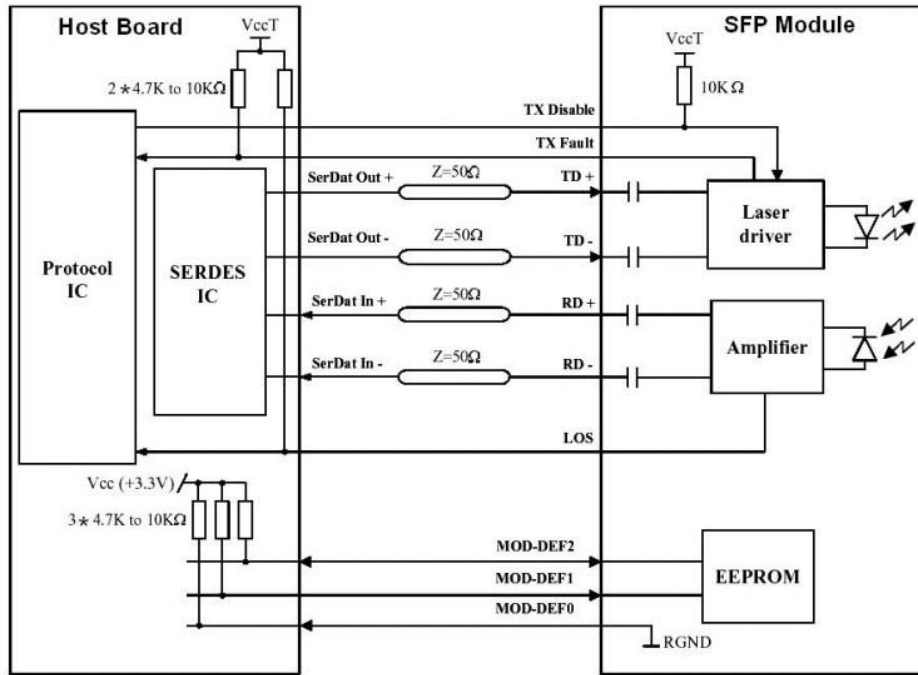 Host Board
SFP Module
VccT
VccT
2*4.7K to 10KΩ
10KΩ
TX Disable
TX Fault
SerDat Out +
Z=50Ω
TD +
SerDat Out -
Z=50Ω
TD -
Laser
driver
Protocol
IC
SERDES
IC
SerDat In +
Z=50Ω
RD +
SerDat In -
Z=50Ω
RD -
Amplifier
LOS
Vcc (+3.3V)
3*4.7K to 10KΩ
MOD-DEF2
MOD-DEF1
MOD-DEF0
EEPROM
RGND